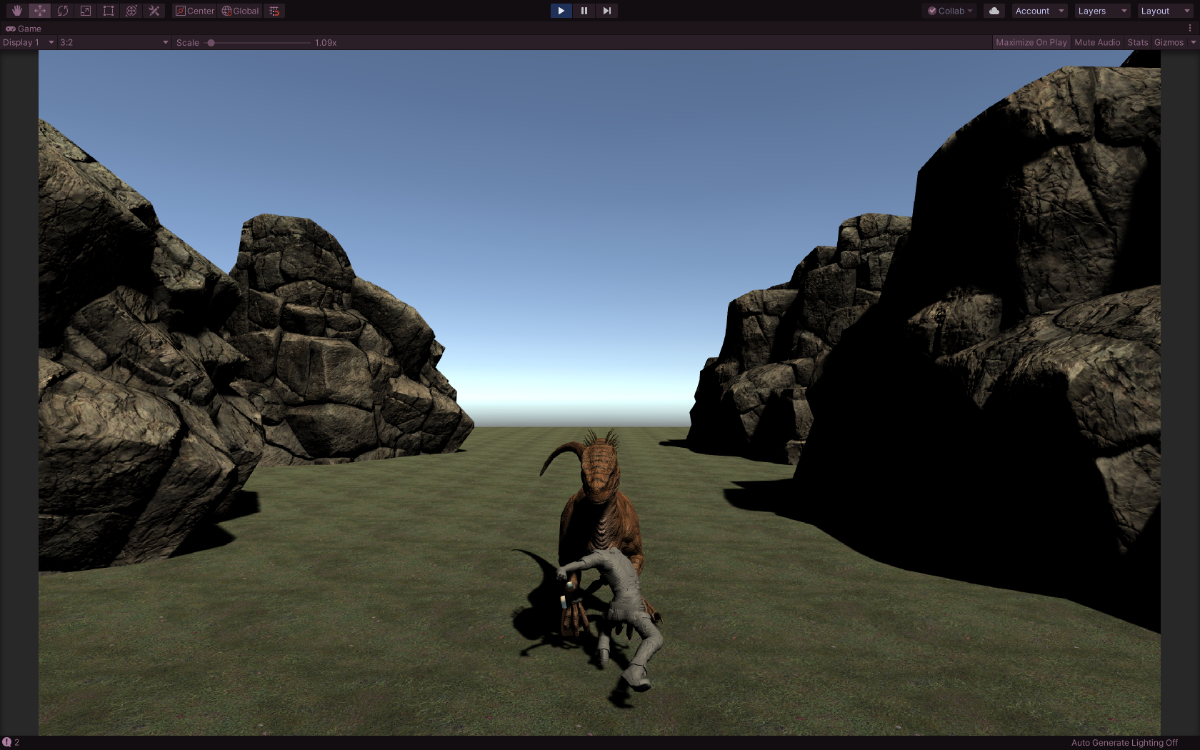 Center Global Collab Account Layers Layout
Game
Display 1 3:2 Scale 1.09x Maximize On Play Mute Audio Stats Gizmos
2 Auto Generate Lighting Off